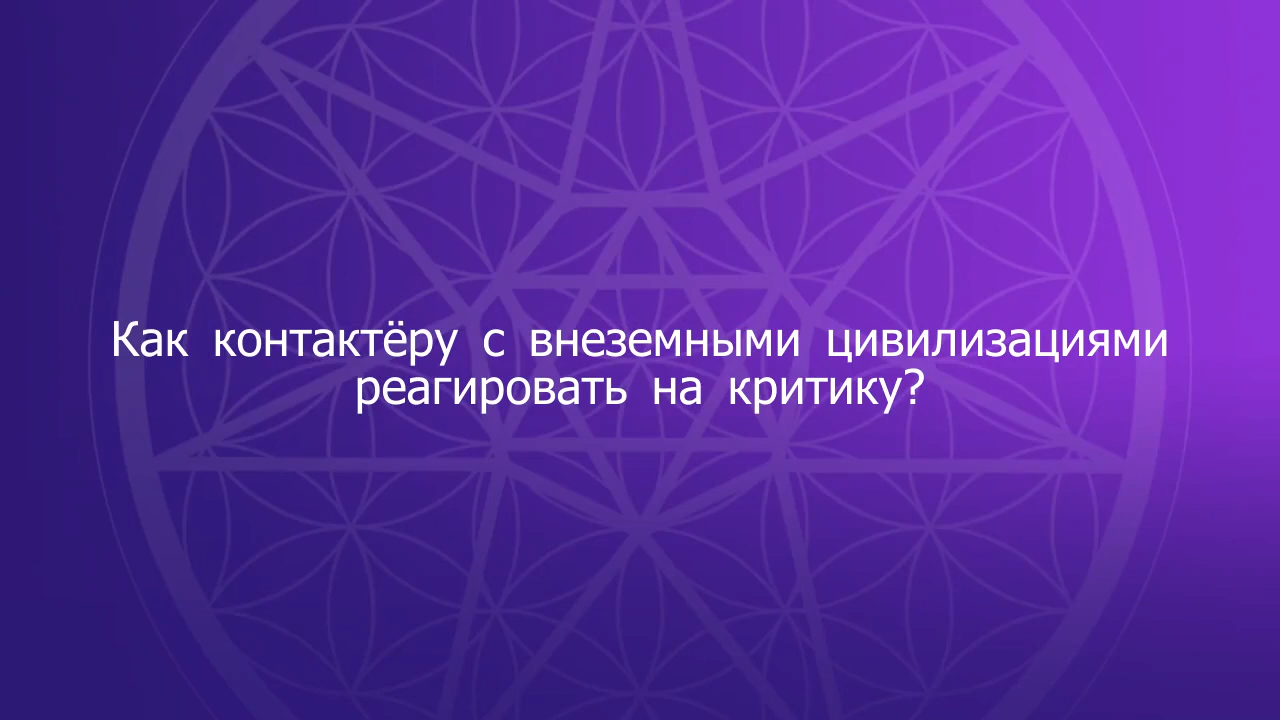 Как контактёру с внеземными цивилизациями
реагировать на критику?